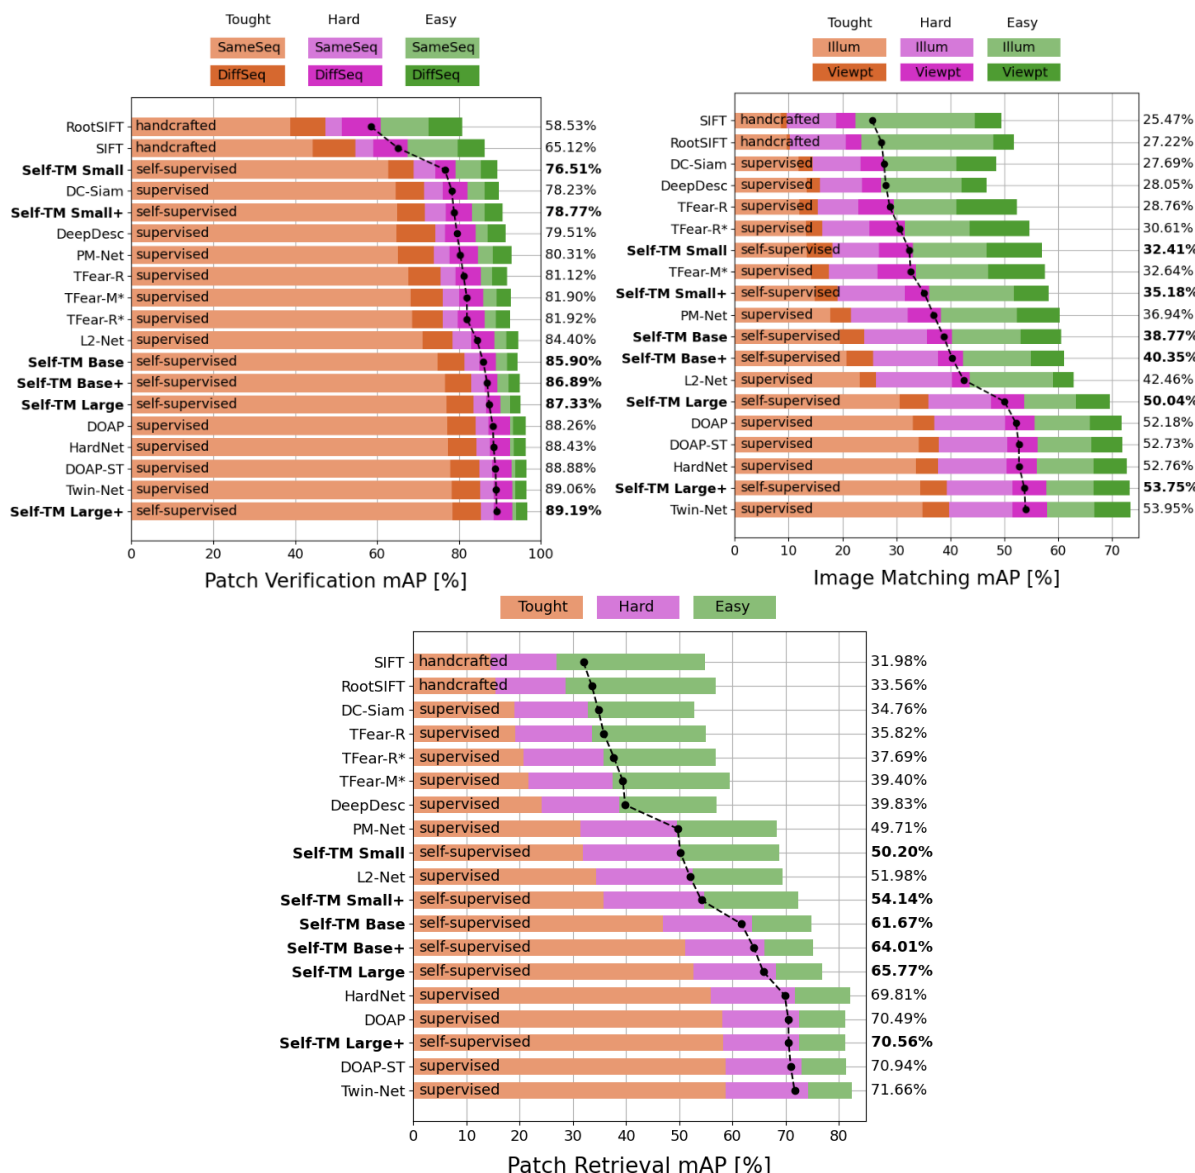 Tought Hard Easy
SameSeq SameSeq SameSeq
DiffSeq DiffSeq DiffSeq
RootSIFT handcrafted 58.53%
SIFT handcrafted 65.12%
Self-TM Small self-supervised 76.51%
DC-Siam supervised 78.23%
Self-TM Small+ self-supervised 78.77%
DeepDesc supervised 79.51%
PM-Net supervised 80.31%
TFear-R supervised 81.12%
TFear-M* supervised 81.90%
TFear-R* supervised 81.92%
L2-Net supervised 84.40%
Self-TM Base self-supervised 85.90%
Self-TM Base+ self-supervised 86.89%
Self-TM Large self-supervised 87.33%
DOAP supervised 88.26%
HardNet supervised 88.43%
DOAP-ST supervised 88.88%
Twin-Net supervised 89.06%
Self-TM Large+ self-supervised 89.19%
0 20 40 60 80 100
Patch Verification mAP [%]
Tought Hard Easy
Illum Illum Illum
Viewpt Viewpt Viewpt
SIFT handcrafted 25.47%
RootSIFT handcrafted 27.22%
DC-Siam supervised 27.69%
DeepDesc supervised 28.05%
TFear-R supervised 28.76%
TFear-R* supervised 30.61%
Self-TM Small self-supervised 32.41%
TFear-M* supervised 32.64%
Self-TM Small+ self-supervised 35.18%
PM-Net supervised 36.94%
Self-TM Base self-supervised 38.77%
Self-TM Base+ self-supervised 40.35%
L2-Net supervised 42.46%
Self-TM Large self-supervised 50.04%
DOAP supervised 52.18%
DOAP-ST supervised 52.73%
HardNet supervised 52.76%
Self-TM Large+ self-supervised 53.75%
Twin-Net supervised 53.95%
0 10 20 30 40 50 60 70
Image Matching mAP [%]
Tought Hard Easy
SIFT handcrafted 31.98%
RootSIFT handcrafted 33.56%
DC-Siam supervised 34.76%
TFear-R supervised 35.82%
TFear-R* supervised 37.69%
TFear-M* supervised 39.40%
DeepDesc supervised 39.83%
PM-Net supervised 49.71%
Self-TM Small self-supervised 50.20%
L2-Net supervised 51.98%
Self-TM Small+ self-supervised 54.14%
Self-TM Base self-supervised 61.67%
Self-TM Base+ self-supervised 64.01%
Self-TM Large self-supervised 65.77%
HardNet supervised 69.81%
DOAP supervised 70.49%
Self-TM Large+ self-supervised 70.56%
DOAP-ST supervised 70.94%
Twin-Net supervised 71.66%
0 10 20 30 40 50 60 70 80
Patch Retrieval mAP [%]